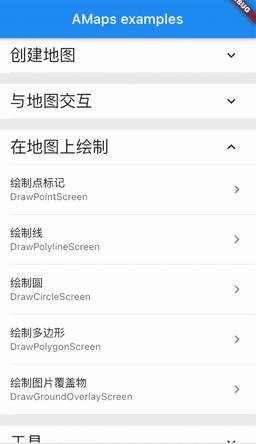 AMaps examples
创建地图
与地图交互
在地图上绘制
绘制点标记
DrawPointScreen
绘制线
DrawPolylineScreen
绘制圆
DrawCircleScreen
绘制多边形
DrawPolygonScreen
绘制图片覆盖物
DrawGroundOverlayScreen
工具